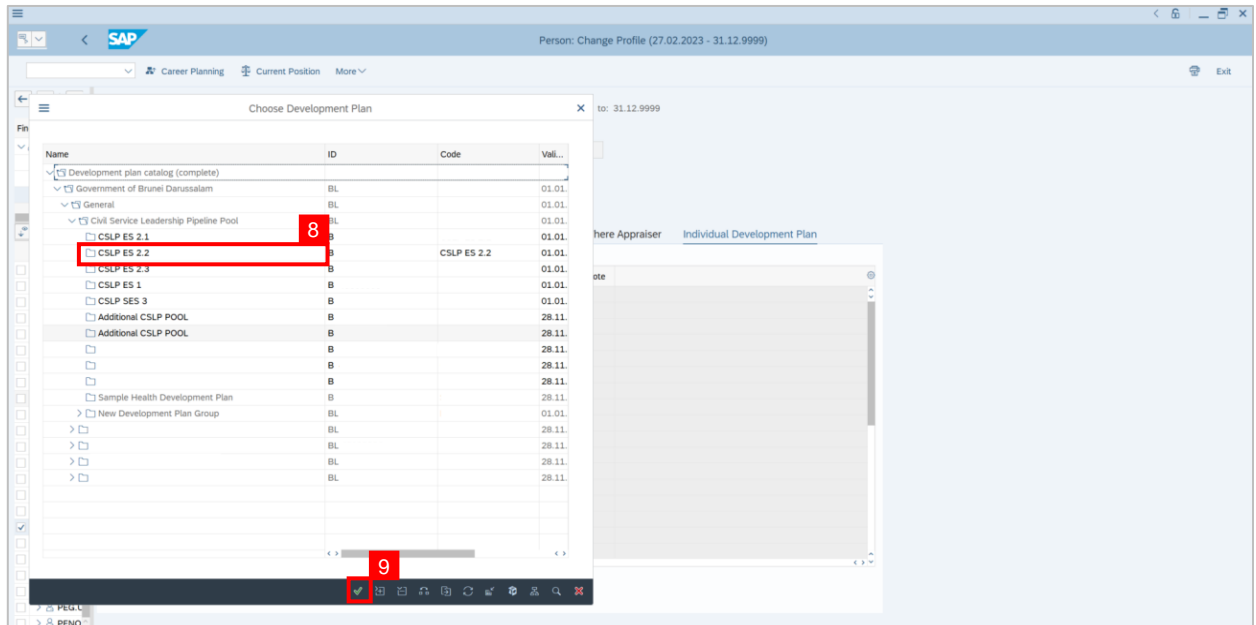 SAP
Person: Change Profile (27.02.2023 - 31.12.9999)
Career Planning Current Position More Exit
Choose Development Plan
to: 31.12.9999
Fin
Name ID Code Vali...
Development plan catalog (complete)
Government of Brunei Darussalam BL 01.01.
General BL 01.01.
Civil Service Leadership Pipeline Pool BL 01.01.
8
CSLP ES 2.1 B 01.01.
here Appraiser Individual Development Plan
CSLP ES 2.2 B CSLP ES 2.2 01.01.
CSLP ES 2.3 B 01.01.
ote
CSLP ES 1 B 01.01.
CSLP SES 3 B 01.01.
Additional CSLP POOL B 28.11.
Additional CSLP POOL B 28.11.
B 28.11.
B 28.11.
B 28.11.
Sample Health Development Plan B 28.11.
New Development Plan Group BL 01.01.
BL 28.11.
BL 28.11.
BL 28.11.
BL 28.11.
9
PEG.U
PENO